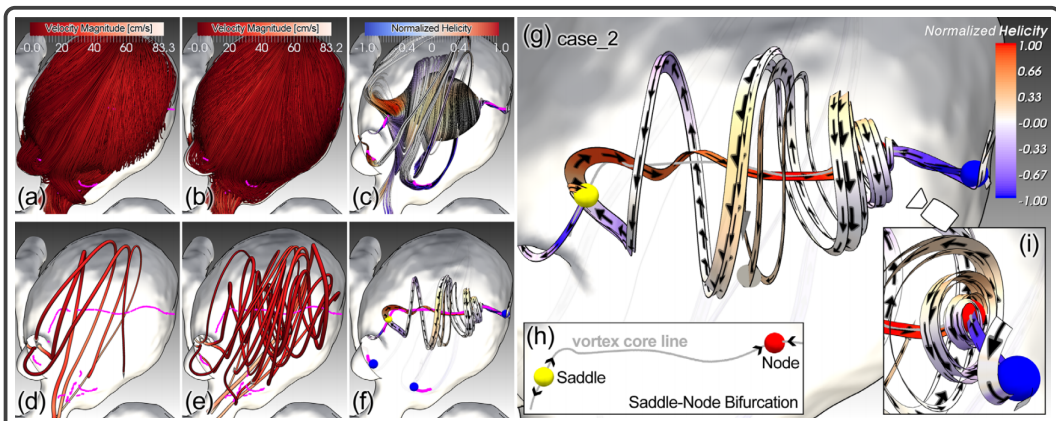 Velocity Magnitude [cm/s]
0.0 20 40 60 83.3
(a)
Velocity Magnitude [cm/s]
0.0 20 40 60 83.2
(b)
Normalized Helicity
-1.0 -0.4 0 0.4 1.0
(c)
(d)
(e)
(f)
(g) case_2
Normalized Helicity
1.00
0.66
0.33
-0.00
-0.33
-0.67
-1.00
(h)
vortex core line
Saddle
Node
Saddle-Node Bifurcation
(i)